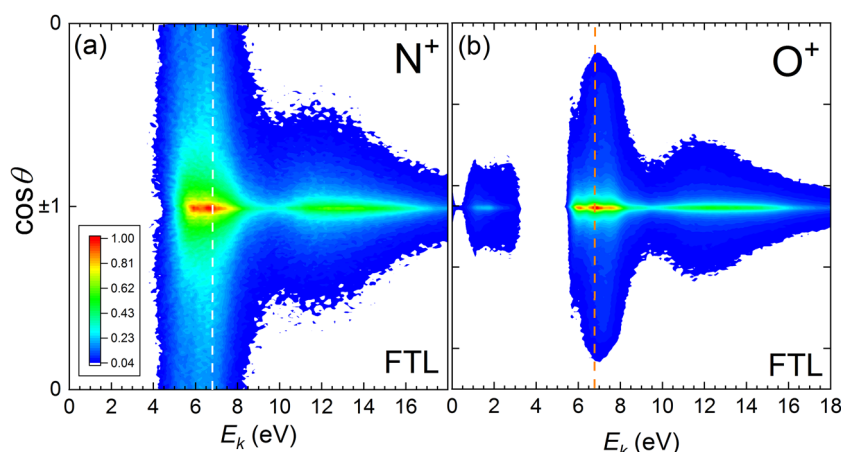 (a)
N+
FTL
0
±1
0
cosθ
1.00
0.81
0.62
0.43
0.23
0.04
0 2 4 6 8 10 12 14 16
Ek (eV)
(b)
O+
FTL
0 2 4 6 8 10 12 14 16 18
Ek (eV)